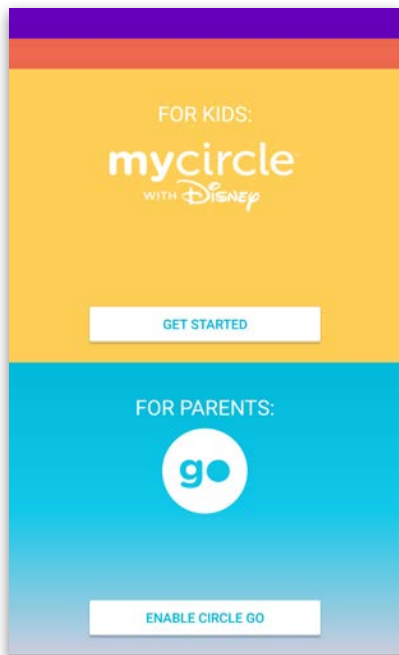 FOR KIDS:
mycircle
WITH Disney
GET STARTED
FOR PARENTS:
go
ENABLE CIRCLE GO